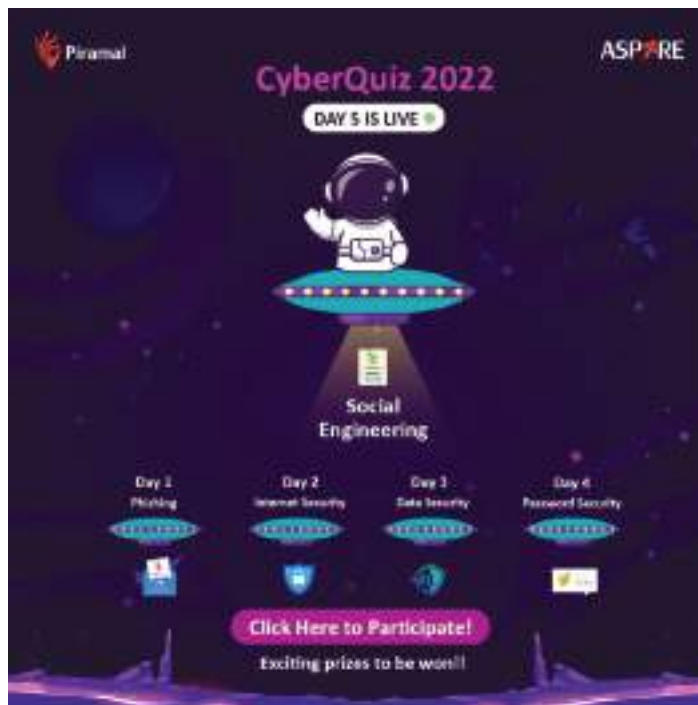 Piramal
ASPIRE
CyberQuiz 2022
DAY 5 IS LIVE
Social
Engineering
Day 1
Phishing
Day 2
Internet Security
Day 3
Data Security
Day 4
Password Security
Click Here to Participate!
Exciting prizes to be won!!